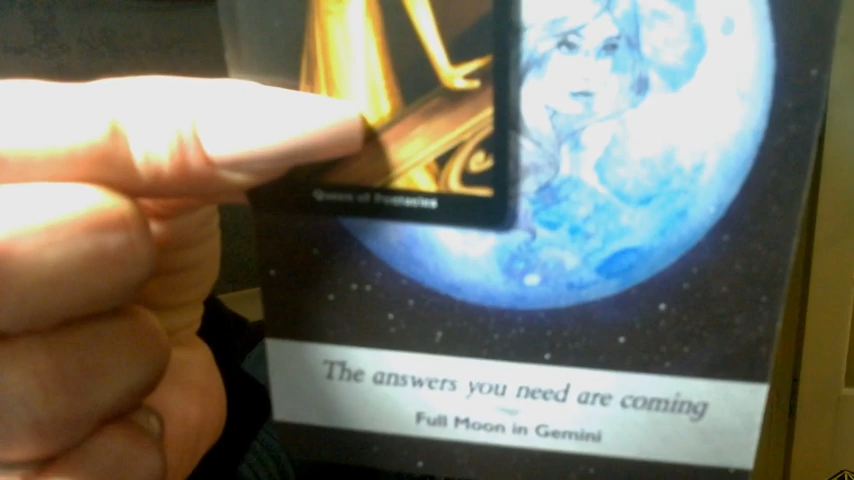 Queen of Pentacles
The answers you need are coming
Full Moon in Gemini